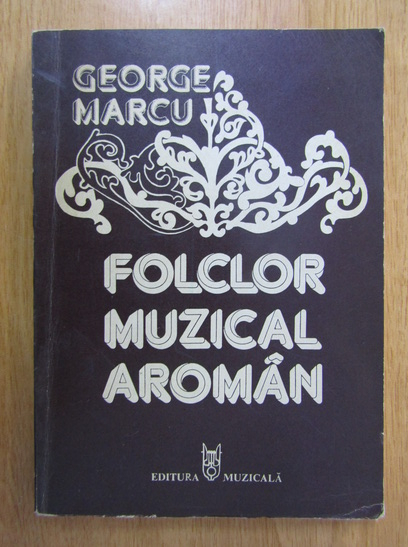 GEORGE
MARCU
FOLCLOR
MUZICAL
AROMÂN
EDITURA MUZICALĂ